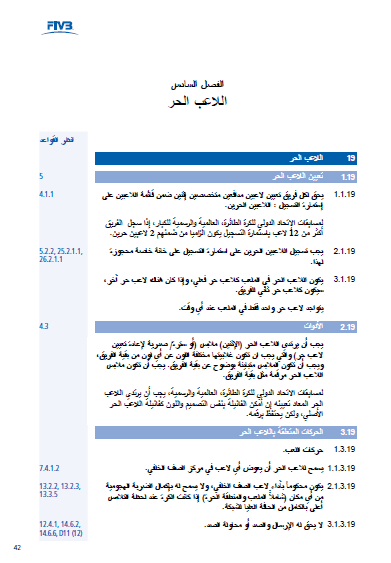 FIVB
الفصل السادس
اللاعب الحر
انظر القواعد
19 اللاعب الحر
1.19 تعيين اللاعب الحر 5
1.1.19 يحق لكل فريق تعيين لاعبين مدافعين متخصصين إثنين ضمن قائمة اللاعبين على 4.1.1
إستمارة التسجيل : اللاعبين الحرين.
لمسابقات الاتحاد الدولي للكرة الطائرة، العالمية والرسمية للكبار، إذا سجل الفريق
أكثر من 12 لاعب باستمارة التسجيل يكون الزاميا من ضمنهم 2 لاعبين حرين.
2.1.19 يجب تسجيل اللاعبين الحرين على استمارة التسجيل على خانة خاصة محجوزة 5.2.2, 25.2.1.1,
لهذا. 26.2.1.1
3.1.19 يكون اللاعب الحر في الملعب كلاعب حر فعلي، وإذا كان هناك لاعب حر آخر،
سيكون كلاعب حر ثاني للفريق.
يتواجد لاعب حر واحد فقط في الملعب عند أي وقت.
2.19 الأدوات 4.3
يجب أن يرتدي اللاعب الحر (الإثنين) ملابس (أو سترة/ صدرية لإعادة تعيين
لاعب حر) والتي يجب ان تكون غلابيتها مختلفة اللون عن أي لون من بقية الفريق،
ويجب أن تكون الملابس متباينة بوضوح عن بقية الفريق. يجب أن تكون ملابس
اللاعب الحر مرقمة مثل بقية الفريق.
لمسابقات الاتحاد الدولي للكرة الطائرة، العالمية والرسمية، يجب أن يرتدي اللاعب
الحر المعاد تعيينه إن أمكن الفانيلة بنفس التصميم واللون كفانيلة اللاعب الحر
الأصلي، ولكن يحتفظ برقمه.
3.19 الحركات المتعلقة باللاعب الحر
1.3.19 حركات اللعب.
1.1.3.19 يسمح للاعب الحر أن يعوض أي لاعب في مركز الصف الخلفي. 7.4.1.2
2.1.3.19 يكون محكوماً بأداء لاعب الصف الخلفي، ولا يسمح له بإكمال الضربة الهجومية 13.2.2, 13.2.3,
من أي مكان (شاملاً الملعب والمنطقة الحرة) إذا كانت الكرة عند لحظة التلامس 13.3.5
أعلى بالكامل من الحافة العليا للشبكة.
3.1.3.19 لا يحق له الإرسال والصد أو محاولة الصد. 12.4.1, 14.6.2,
14.6.6, D11 (12)
42